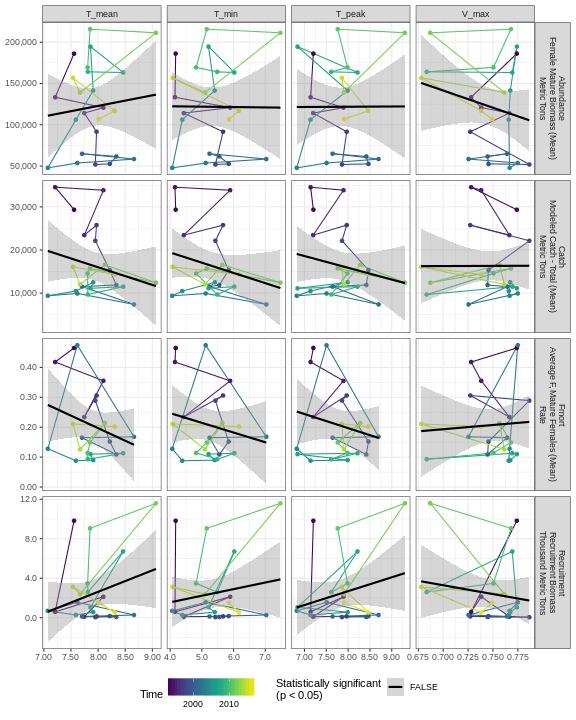 T_mean T_min T_peak V_max
200,000
150,000
100,000
50,000
Abundance
Female Mature Biomass (Mean)
Metric Tons
30,000
20,000
10,000
Catch
Modeled Catch - Total (Mean)
Metric Tons
0.40
0.30
0.20
0.10
0.00
Fmort
Average F, Mature Females (Mean)
Rate
12.0
8.0
4.0
0.0
Recruitment
Recruitment Biomass
Thousand Metric Tons
7.00 7.50 8.00 8.50 9.00 4.0 5.0 6.0 7.0 7.00 7.50 8.00 8.50 9.00 0.675 0.700 0.725 0.750 0.775
Time
2000 2010
Statistically significant
(p < 0.05)
FALSE